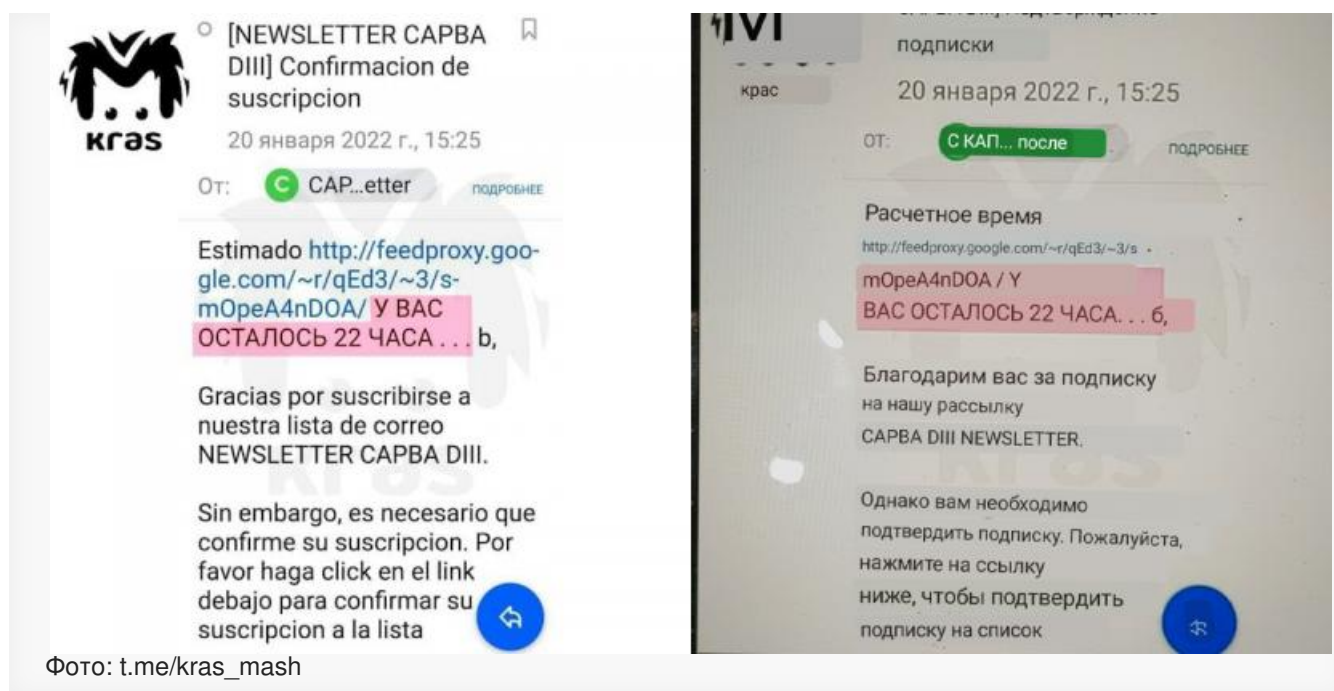 kras
[NEWSLETTER CAPBA
DIII] Confirmacion de
suscripcion
20 января 2022 г., 15:25
От:
C
CAP...etter
ПОДРОБНЕЕ
Estimado http://feedproxy.goo-
gle.com/~r/qEd3/~3/s-
mOpeA4nDOA/ У ВАС
ОСТАЛОСЬ 22 ЧАСА . . . b,
Gracias por suscribirse a
nuestra lista de correo
NEWSLETTER CAPBA DIII.
Sin embargo, es necesario que
confirme su suscripcion. Por
favor haga click en el link
debajo para confirmar su
suscripcion a la lista
kras
подписки
крас
20 января 2022 г., 15:25
ОТ:
С КАП... после
ПОДРОБНЕЕ
Расчетное время
http://feedproxy.google.com/~r/qEd3/~3/s
mOpeA4nDOA / Y
ВАС ОСТАЛОСЬ 22 ЧАСА. . . б,
Благодарим вас за подписку
на нашу рассылку
CAPBA DIII NEWSLETTER.
Однако вам необходимо
подтвердить подписку. Пожалуйста,
нажмите на ссылку
ниже, чтобы подтвердить
подписку на список
Фото: t.me/kras_mash